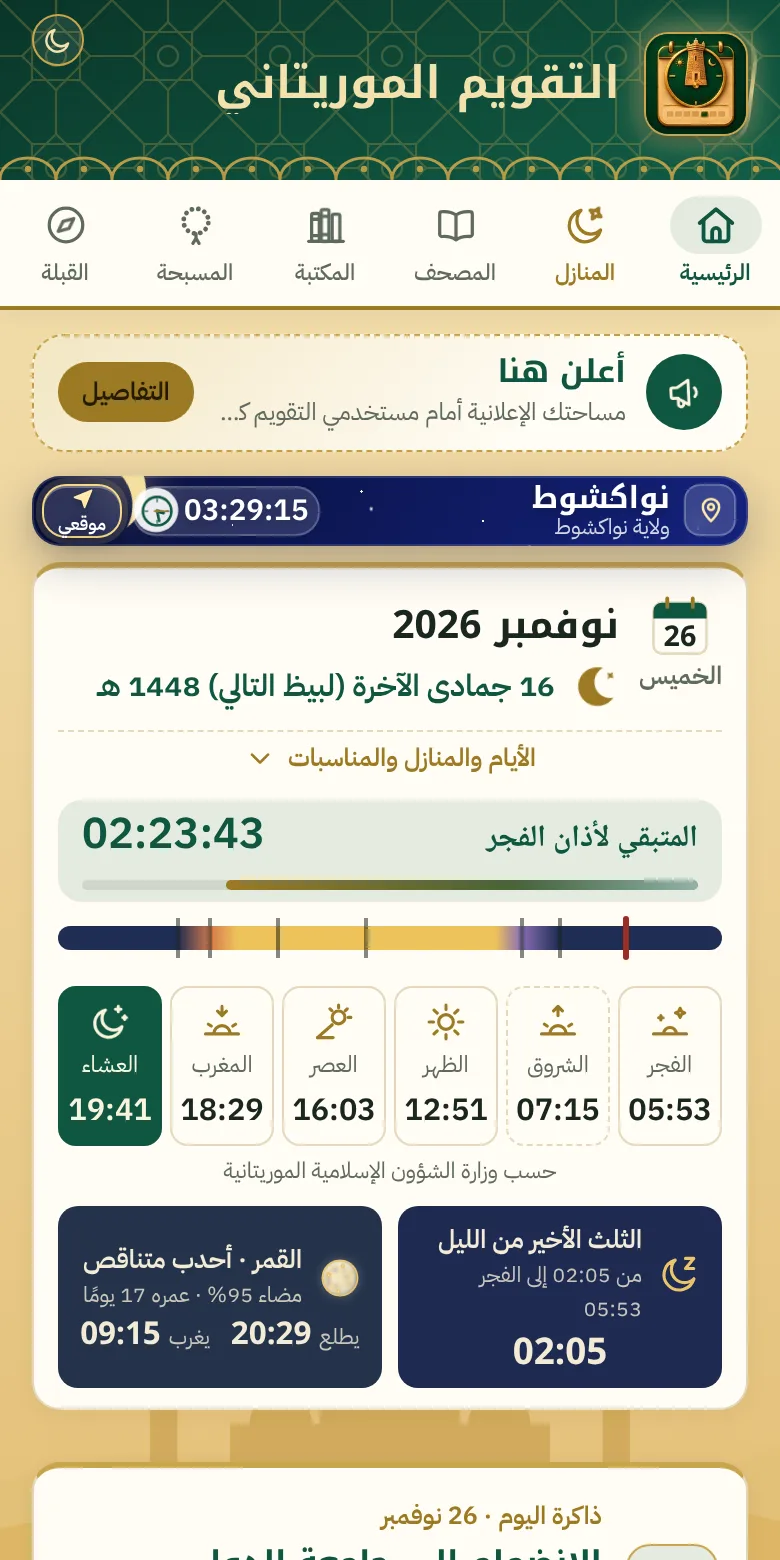 التقويم الموريتاني
الرئيسية
المنازل
المصحف
المكتبة
المسبحة
القبلة
أعلن هنا
مساحتك الإعلانية أمام مستخدمي التقويم كـ...
التفاصيل
نواكشوط
ولاية نواكشوط
03:29:15
موقعي
26
الخميس
نوفمبر 2026
16 جمادى الآخرة (لبيظ التالي) 1448 هـ
الأيام والمنازل والمناسبات
المتبقي لأذان الفجر
02:23:43
الفجر
05:53
الشروق
07:15
الظهر
12:51
العصر
16:03
المغرب
18:29
العشاء
19:41
حسب وزارة الشؤون الإسلامية الموريتانية
الثلث الأخير من الليل
من 02:05 إلى الفجر
05:53
02:05
القمر · أحدب متناقص
مضاء 95% · عمره 17 يومًا
يطلع 20:29 يغرب 09:15
ذاكرة اليوم · 26 نوفمبر